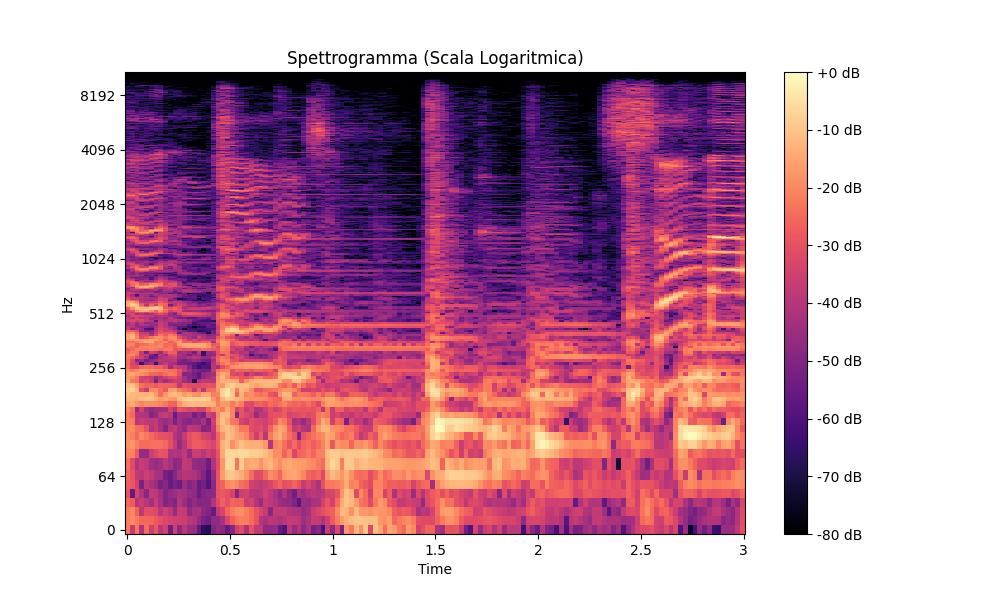 Spettrogramma (Scala Logaritmica)
Hz
8192
4096
2048
1024
512
256
128
64
0
0 0.5 1 1.5 2 2.5 3
Time
+0 dB
-10 dB
-20 dB
-30 dB
-40 dB
-50 dB
-60 dB
-70 dB
-80 dB